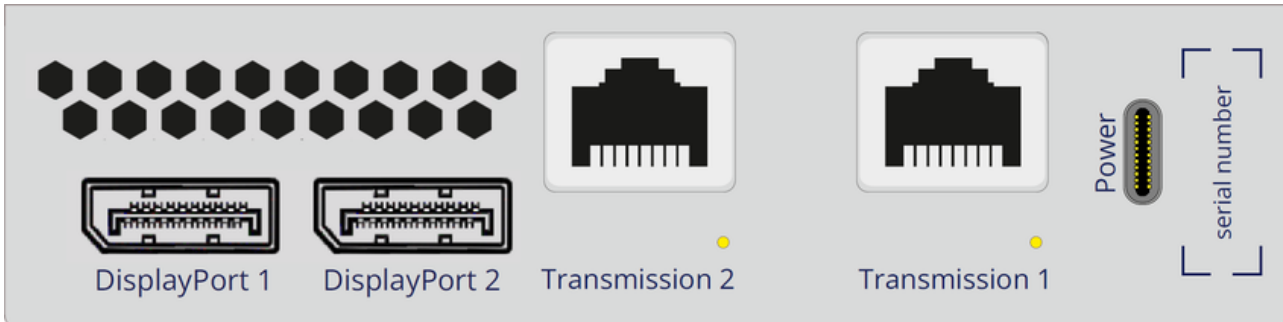 DisplayPort 1
DisplayPort 2
Transmission 2
Transmission 1
Power
serial number